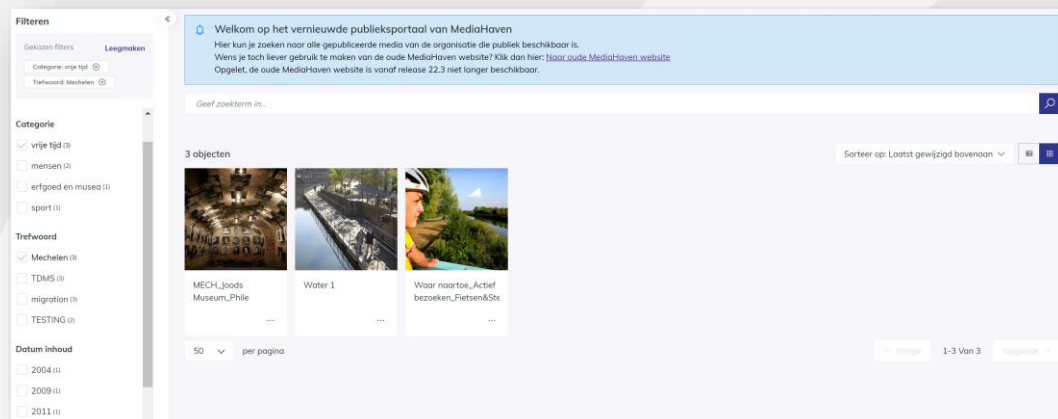 Filteren
Gekozen filters Leegmaken
Categorie: vrije tijd
Trefwoord: Mechelen
Categorie
vrije tijd (3)
mensen (2)
erfgoed en musea (1)
sport (1)
Trefwoord
Mechelen (3)
TDMS (3)
migration (3)
TESTING (2)
Datum inhoud
2004 (1)
2009 (1)
2011 (1)
Welkom op het vernieuwde publieksportaal van MediaHaven
Hier kun je zoeken naar alle gepubliceerde media van de organisatie die publiek beschikbaar is.
Wens je toch liever gebruik te maken van de oude MediaHaven website? Klik dan hier: Naar oude MediaHaven website
Opgelet, de oude MediaHaven website is vanaf release 22.3 niet langer beschikbaar.
Geef zoekterm in...
3 objecten
Sorteer op: Laatst gewijzigd bovenaan
MECH_Joods
Museum_Phile
...
Water 1
...
Waar naartoe_Actief
bezoeken_Fietsen&Ste
...
50 per pagina
← Vorige 1-3 Van 3 Volgende →